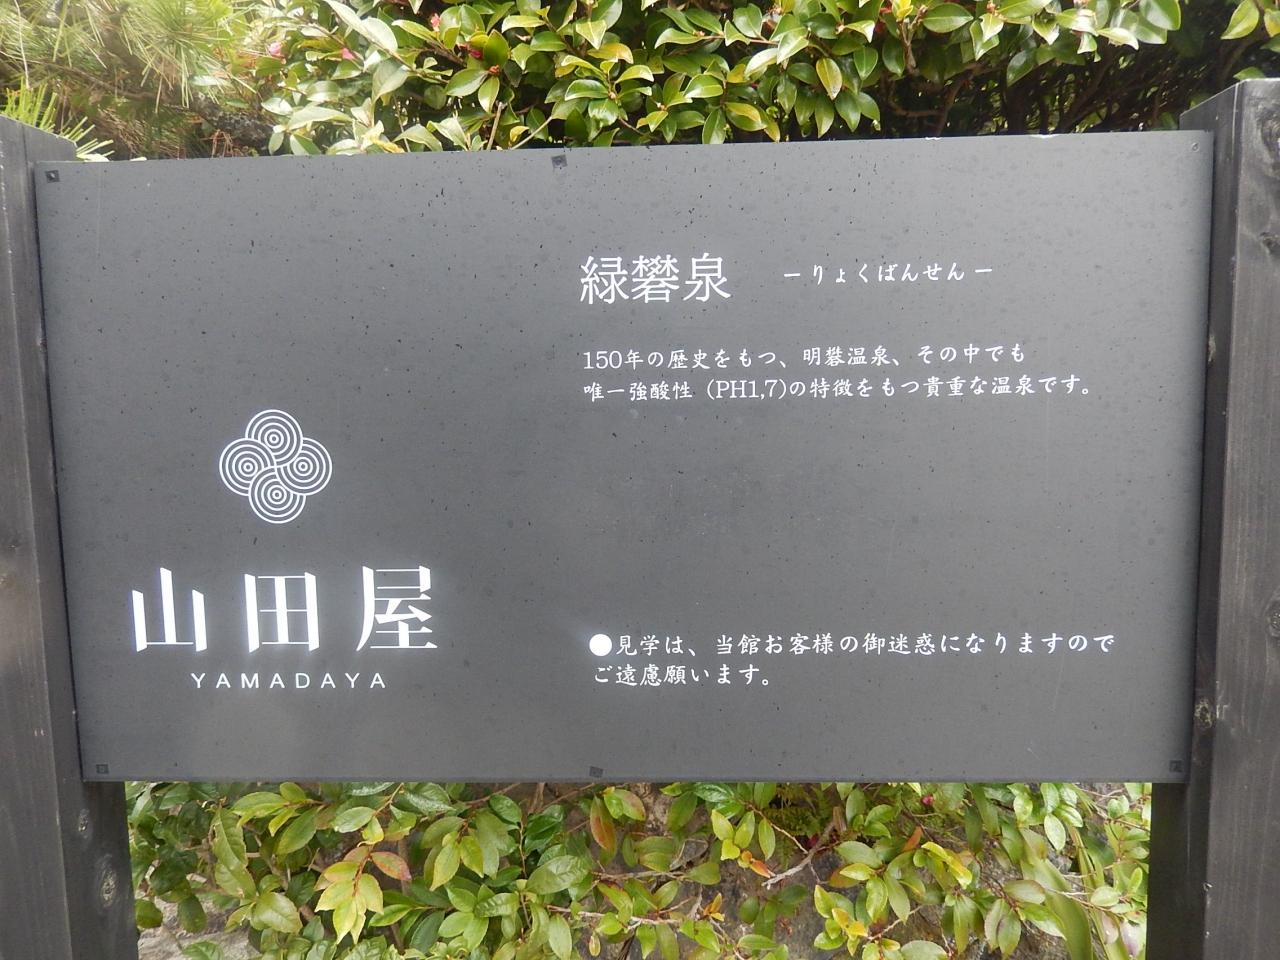 緑礬泉 ーりょくばんせんー
150年の歴史をもつ、明礬温泉、その中でも
唯一強酸性（PH1,7)の特徴をもつ貴重な温泉です。
山田屋
YAMADAYA
●見学は、当館お客様の御迷惑になりますので
ご遠慮願います。